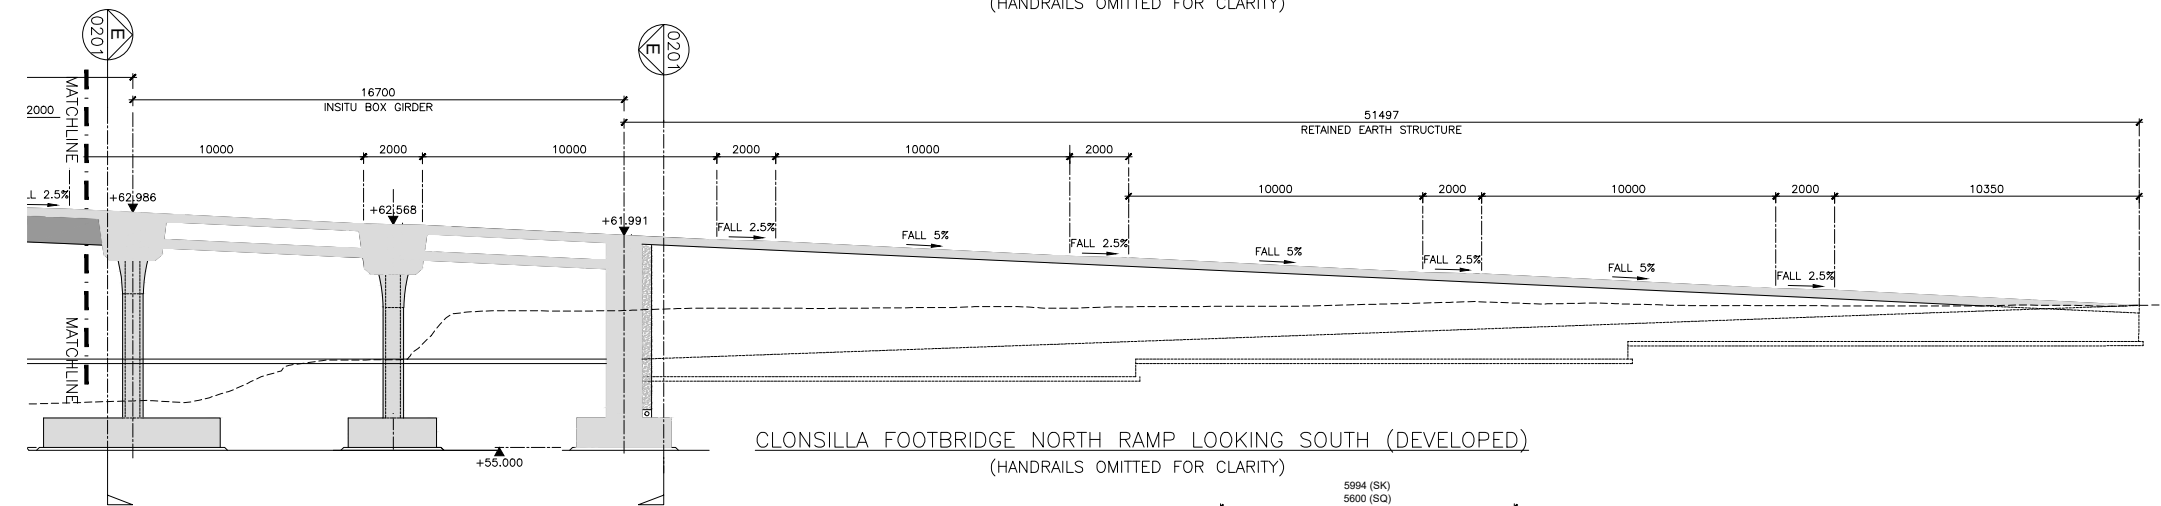 (HANDRAILS OMITTED FOR CLARITY)
E
0201
E
0201
MATCHLINE
16700
INSITU BOX GIRDER
2000
51497
RETAINED EARTH STRUCTURE
10000
2000
10000
2000
10000
2000
10000
2000
10000
2000
10350
LL 2.5%
+62.986
+62.568
+61.991
FALL 2.5%
FALL 5%
FALL 2.5%
FALL 5%
FALL 2.5%
FALL 5%
FALL 2.5%
MATCHLINE
CLONSILLA FOOTBRIDGE NORTH RAMP LOOKING SOUTH (DEVELOPED)
+55.000
(HANDRAILS OMITTED FOR CLARITY)
5994 (SK)
5600 (SQ)